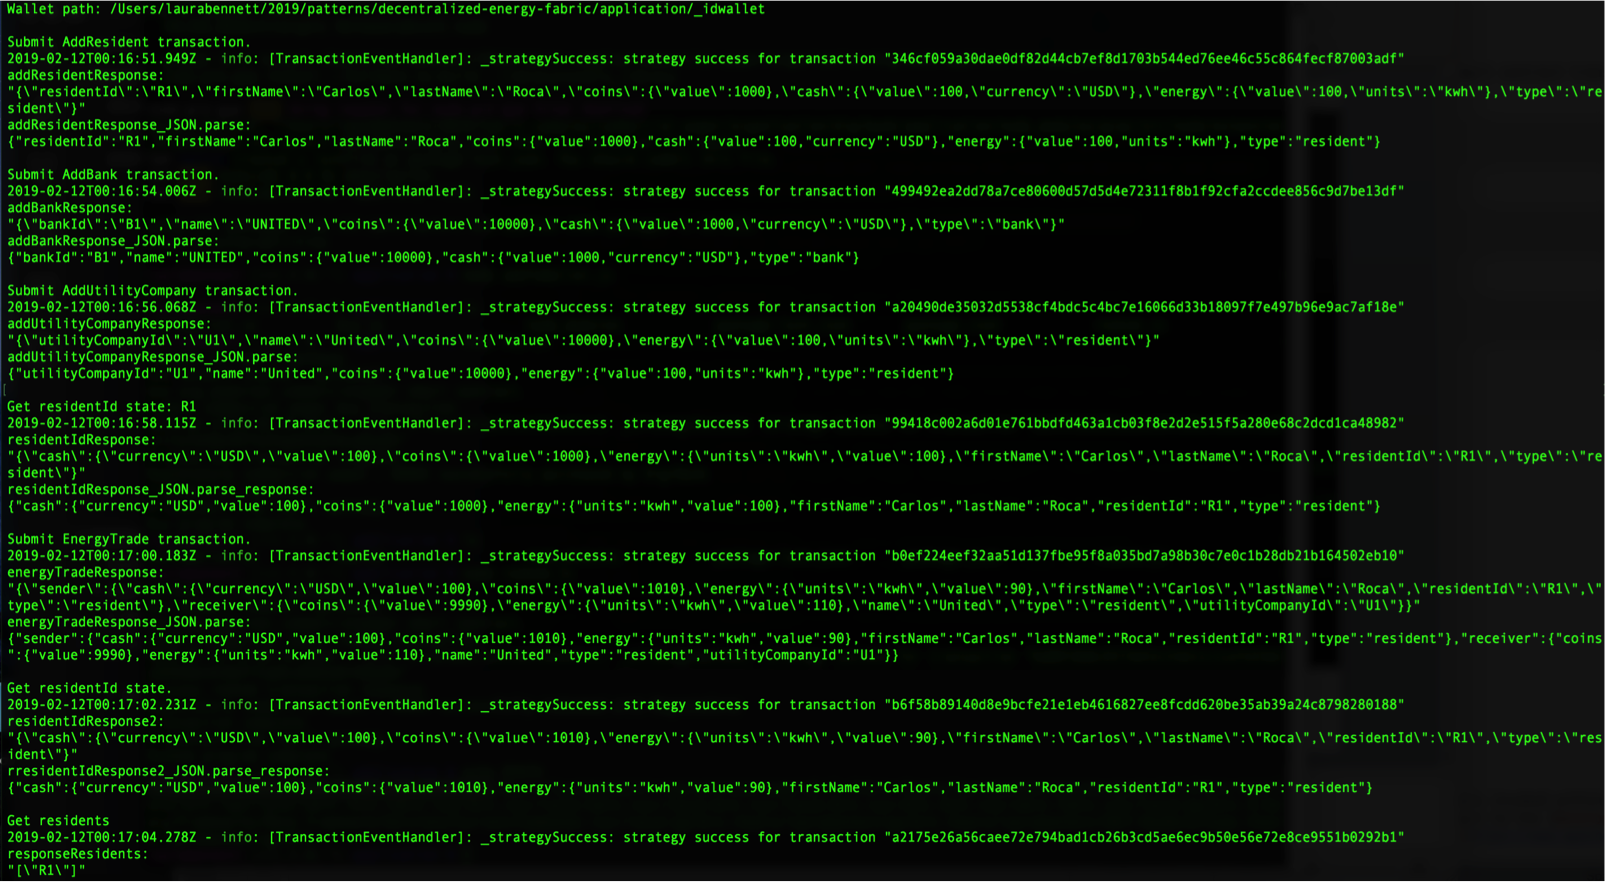 Wallet path: /Users/laurabennett/2019/patterns/decentralized-energy-fabric/application/_idwallet
Submit AddResident transaction.
2019-02-12T00:16:51.949Z - info: [TransactionEventHandler]: _strategySuccess: strategy success for transaction "346cf059a30dae0df82d44cb7ef8d1703b544ed76ee46c55c864fecf87003adf"
addResidentResponse:
"{\"residentId\":\"R1\",\"firstName\":\"Carlos\",\"lastName\":\"Roca\",\"coins\":{\"value\":1000},\"cash\":{\"value\":100,\"currency\":\"USD\"},\"energy\":{\"value\":100,\"units\":\"kwh\"},\"type\":\"re
sident\"}"
addResidentResponse_JSON.parse:
{"residentId":"R1","firstName":"Carlos","lastName":"Roca","coins":{"value":1000},"cash":{"value":100,"currency":"USD"},"energy":{"value":100,"units":"kwh"},"type":"resident"}
Submit AddBank transaction.
2019-02-12T00:16:54.006Z - info: [TransactionEventHandler]: _strategySuccess: strategy success for transaction "499492ea2dd78a7ce80600d57d5d4e72311f8b1f92cfa2ccdee856c9d7be13df"
addBankResponse:
"{\"bankId\":\"B1\",\"name\":\"UNITED\",\"coins\":{\"value\":10000},\"cash\":{\"value\":1000,\"currency\":\"USD\"},\"type\":\"bank\"}"
addBankResponse_JSON.parse:
{"bankId":"B1","name":"UNITED","coins":{"value":10000},"cash":{"value":1000,"currency":"USD"},"type":"bank"}
Submit AddUtilityCompany transaction.
2019-02-12T00:16:56.068Z - info: [TransactionEventHandler]: _strategySuccess: strategy success for transaction "a20490de35032d5538cf4bdc5c4bc7e16066d33b18097f7e497b96e9ac7af18e"
addUtilityCompanyResponse:
"{\"utilityCompanyId\":\"U1\",\"name\":\"United\",\"coins\":{\"value\":10000},\"energy\":{\"value\":100,\"units\":\"kwh\"},\"type\":\"resident\"}"
addUtilityCompanyResponse_JSON.parse:
{"utilityCompanyId":"U1","name":"United","coins":{"value":10000},"energy":{"value":100,"units":"kwh"},"type":"resident"}
Get residentId state: R1
2019-02-12T00:16:58.115Z - info: [TransactionEventHandler]: _strategySuccess: strategy success for transaction "99418c002a6d01e761bbdfd463a1cb03f8e2d2e515f5a280e68c2dcd1ca48982"
residentIdResponse:
"{\"cash\":{\"currency\":\"USD\",\"value\":100},\"coins\":{\"value\":1000},\"energy\":{\"units\":\"kwh\",\"value\":100},\"firstName\":\"Carlos\",\"lastName\":\"Roca\",\"residentId\":\"R1\",\"type\":\"re
sident\"}"
residentIdResponse_JSON.parse_response:
{"cash":{"currency":"USD","value":100},"coins":{"value":1000},"energy":{"units":"kwh","value":100},"firstName":"Carlos","lastName":"Roca","residentId":"R1","type":"resident"}
Submit EnergyTrade transaction.
2019-02-12T00:17:00.183Z - info: [TransactionEventHandler]: _strategySuccess: strategy success for transaction "b0ef224eef32aa51d137fbe95f8a035bd7a98b30c7e0c1b28db21b164502eb10"
energyTradeResponse:
"{\"sender\":{\"cash\":{\"currency\":\"USD\",\"value\":100},\"coins\":{\"value\":1010},\"energy\":{\"units\":\"kwh\",\"value\":90},\"firstName\":\"Carlos\",\"lastName\":\"Roca\",\"residentId\":\"R1\",\"
type\":\"resident\"},\"receiver\":{\"coins\":{\"value\":9990},\"energy\":{\"units\":\"kwh\",\"value\":110},\"name\":\"United\",\"type\":\"resident\",\"utilityCompanyId\":\"U1\"}}"
energyTradeResponse_JSON.parse:
{"sender":{"cash":{"currency":"USD","value":100},"coins":{"value":1010},"energy":{"units":"kwh","value":90},"firstName":"Carlos","lastName":"Roca","residentId":"R1","type":"resident"},"receiver":{"coins
":{"value":9990},"energy":{"units":"kwh","value":110},"name":"United","type":"resident","utilityCompanyId":"U1"}}
Get residentId state.
2019-02-12T00:17:02.231Z - info: [TransactionEventHandler]: _strategySuccess: strategy success for transaction "b6f58b89140d8e9bcfe21e1eb4616827ee8fcdd620be35ab39a24c8798280188"
residentIdResponse2:
"{\"cash\":{\"currency\":\"USD\",\"value\":100},\"coins\":{\"value\":1010},\"energy\":{\"units\":\"kwh\",\"value\":90},\"firstName\":\"Carlos\",\"lastName\":\"Roca\",\"residentId\":\"R1\",\"type\":\"res
ident\"}"
rresidentIdResponse2_JSON.parse_response:
{"cash":{"currency":"USD","value":100},"coins":{"value":1010},"energy":{"units":"kwh","value":90},"firstName":"Carlos","lastName":"Roca","residentId":"R1","type":"resident"}
Get residents
2019-02-12T00:17:04.278Z - info: [TransactionEventHandler]: _strategySuccess: strategy success for transaction "a2175e26a56caee72e794bad1cb26b3cd5ae6ec9b50e56e72e8ce9551b0292b1"
responseResidents:
"[\"R1\"]"